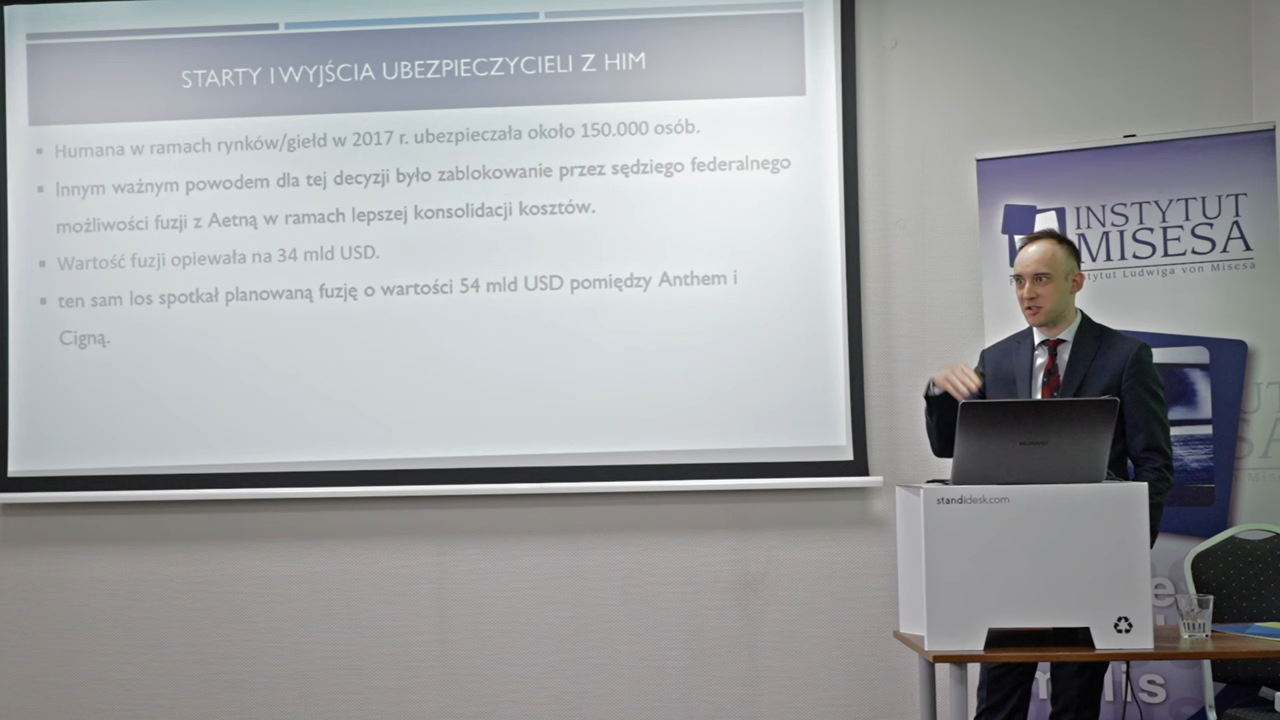 STARTY I WYJŚCIA UBEZPIECZYCIELI Z HIM
Humana w ramach rynków/giełd w 2017 r. ubezpieczała około 150.000 osób.
Innym ważnym powodem dla tej decyzji było zablokowanie przez sędziego federalnego
możliwości fuzji z Aetną w ramach lepszej konsolidacji kosztów.
Wartość fuzji opiewała na 34 mld USD.
ten sam los spotkał planowaną fuzję o wartości 54 mld USD pomiędzy Anthem i
Cigną.
INSTYTUT
MISESA
Ludwiga von Misesa
standidesk.com